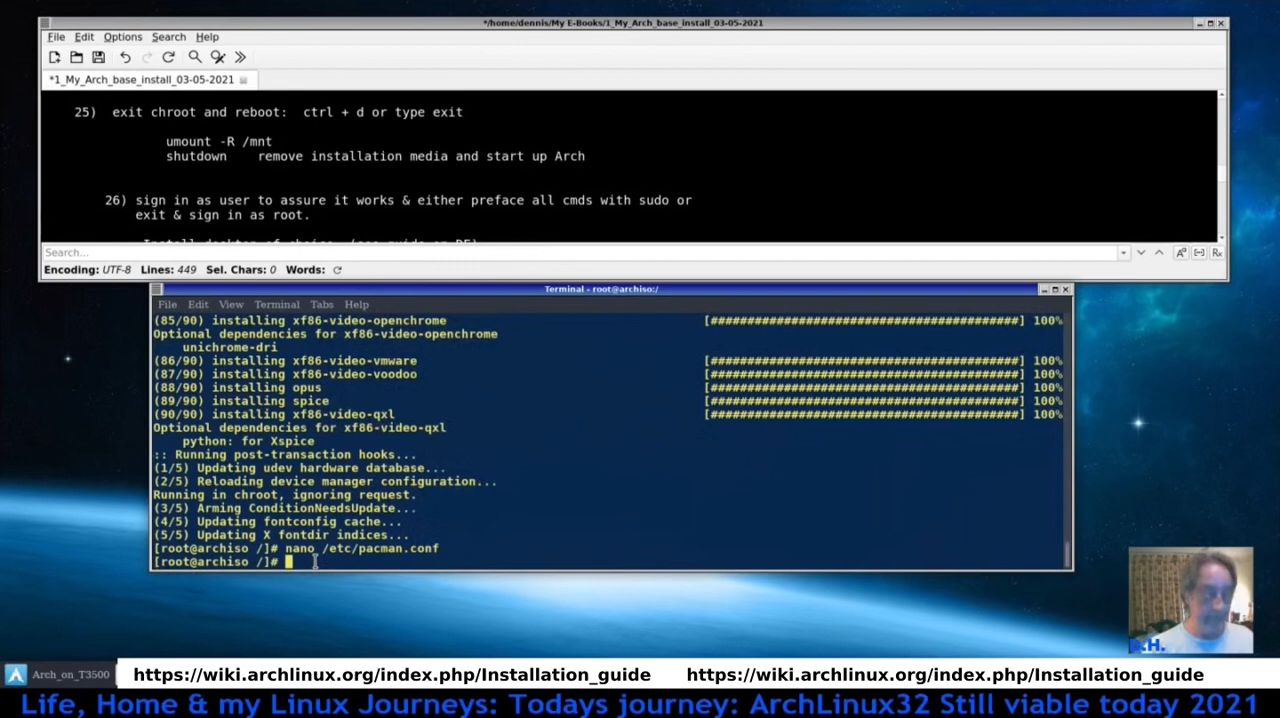 */home/dennis/My E-Books/1_My_Arch_base_install_03-05-2021
File Edit Options Search Help
*1_My_Arch_base_install_03-05-2021
25) exit chroot and reboot: ctrl + d or type exit
umount -R /mnt
shutdown remove installation media and start up Arch
26) sign in as user to assure it works & either preface all cmds with sudo or
exit & sign in as root.
Search...
Encoding: UTF-8 Lines: 449 Sel. Chars: 0 Words:
Terminal - root@archiso:/
File Edit View Terminal Tabs Help
(85/90) installing xf86-video-openchrome [##########################################] 100%
Optional dependencies for xf86-video-openchrome
unichrome-dri
(86/90) installing xf86-video-vmware [##########################################] 100%
(87/90) installing xf86-video-voodoo [##########################################] 100%
(88/90) installing opus [##########################################] 100%
(89/90) installing spice [##########################################] 100%
(90/90) installing xf86-video-qxl [##########################################] 100%
Optional dependencies for xf86-video-qxl
python: for Xspice
:: Running post-transaction hooks...
(1/5) Updating udev hardware database...
(2/5) Reloading device manager configuration...
Running in chroot, ignoring request.
(3/5) Arming ConditionNeedsUpdate...
(4/5) Updating fontconfig cache...
(5/5) Updating X fontdir indices...
[root@archiso /]# nano /etc/pacman.conf
[root@archiso /]#
D.H.
Arch_on_T3500 https://wiki.archlinux.org/index.php/Installation_guide https://wiki.archlinux.org/index.php/Installation_guide
Life, Home & my Linux Journeys: Todays journey: ArchLinux32 Still viable today 2021